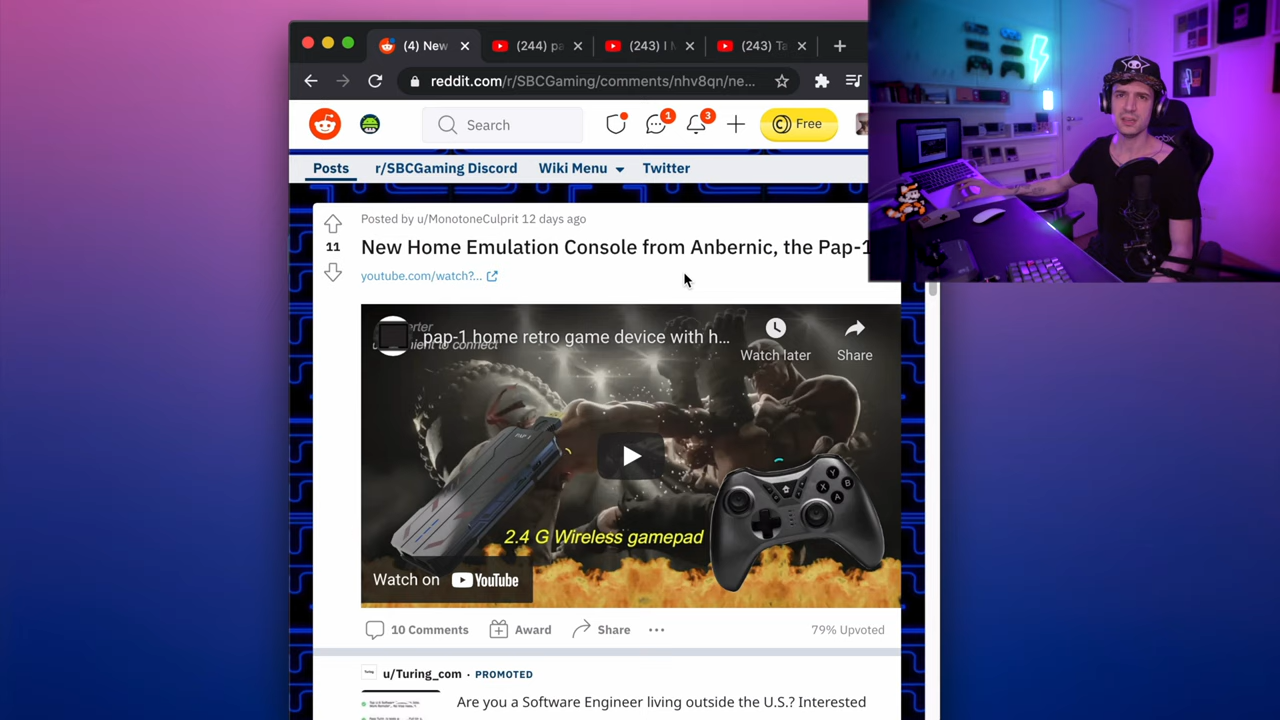 (4) New
(244) pa
(243) I M
(243) Ta
reddit.com/r/SBCGaming/comments/nhv8qn/ne...
Search
1
3
Free
Posts
r/SBCGaming Discord
Wiki Menu
Twitter
Posted by u/MonotoneCulprit 12 days ago
11
New Home Emulation Console from Anbernic, the Pap-1
youtube.com/watch?...
pap-1 home retro game device with h...
Watch later
Share
PAP 1
X Y B A
2.4 G Wireless gamepad
Watch on YouTube
10 Comments
Award
Share
79% Upvoted
u/Turing_com · PROMOTED
Are you a Software Engineer living outside the U.S.? Interested